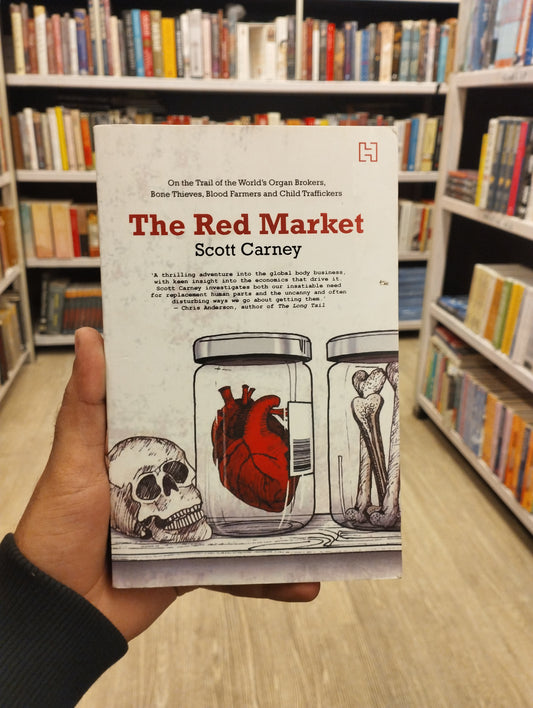 On the Trail of the World's Organ Brokers,
Bone Thieves, Blood Farmers and Child Traffickers
The Red Market
Scott Carney
'A thrilling adventure into the global body business,
with keen insight into the economics that drive it.
Scott Carney investigates both our insatiable need
for replacement human parts and the uncanny and often
disturbing ways we go about getting them.'
— Chris Anderson, author of The Long Tail